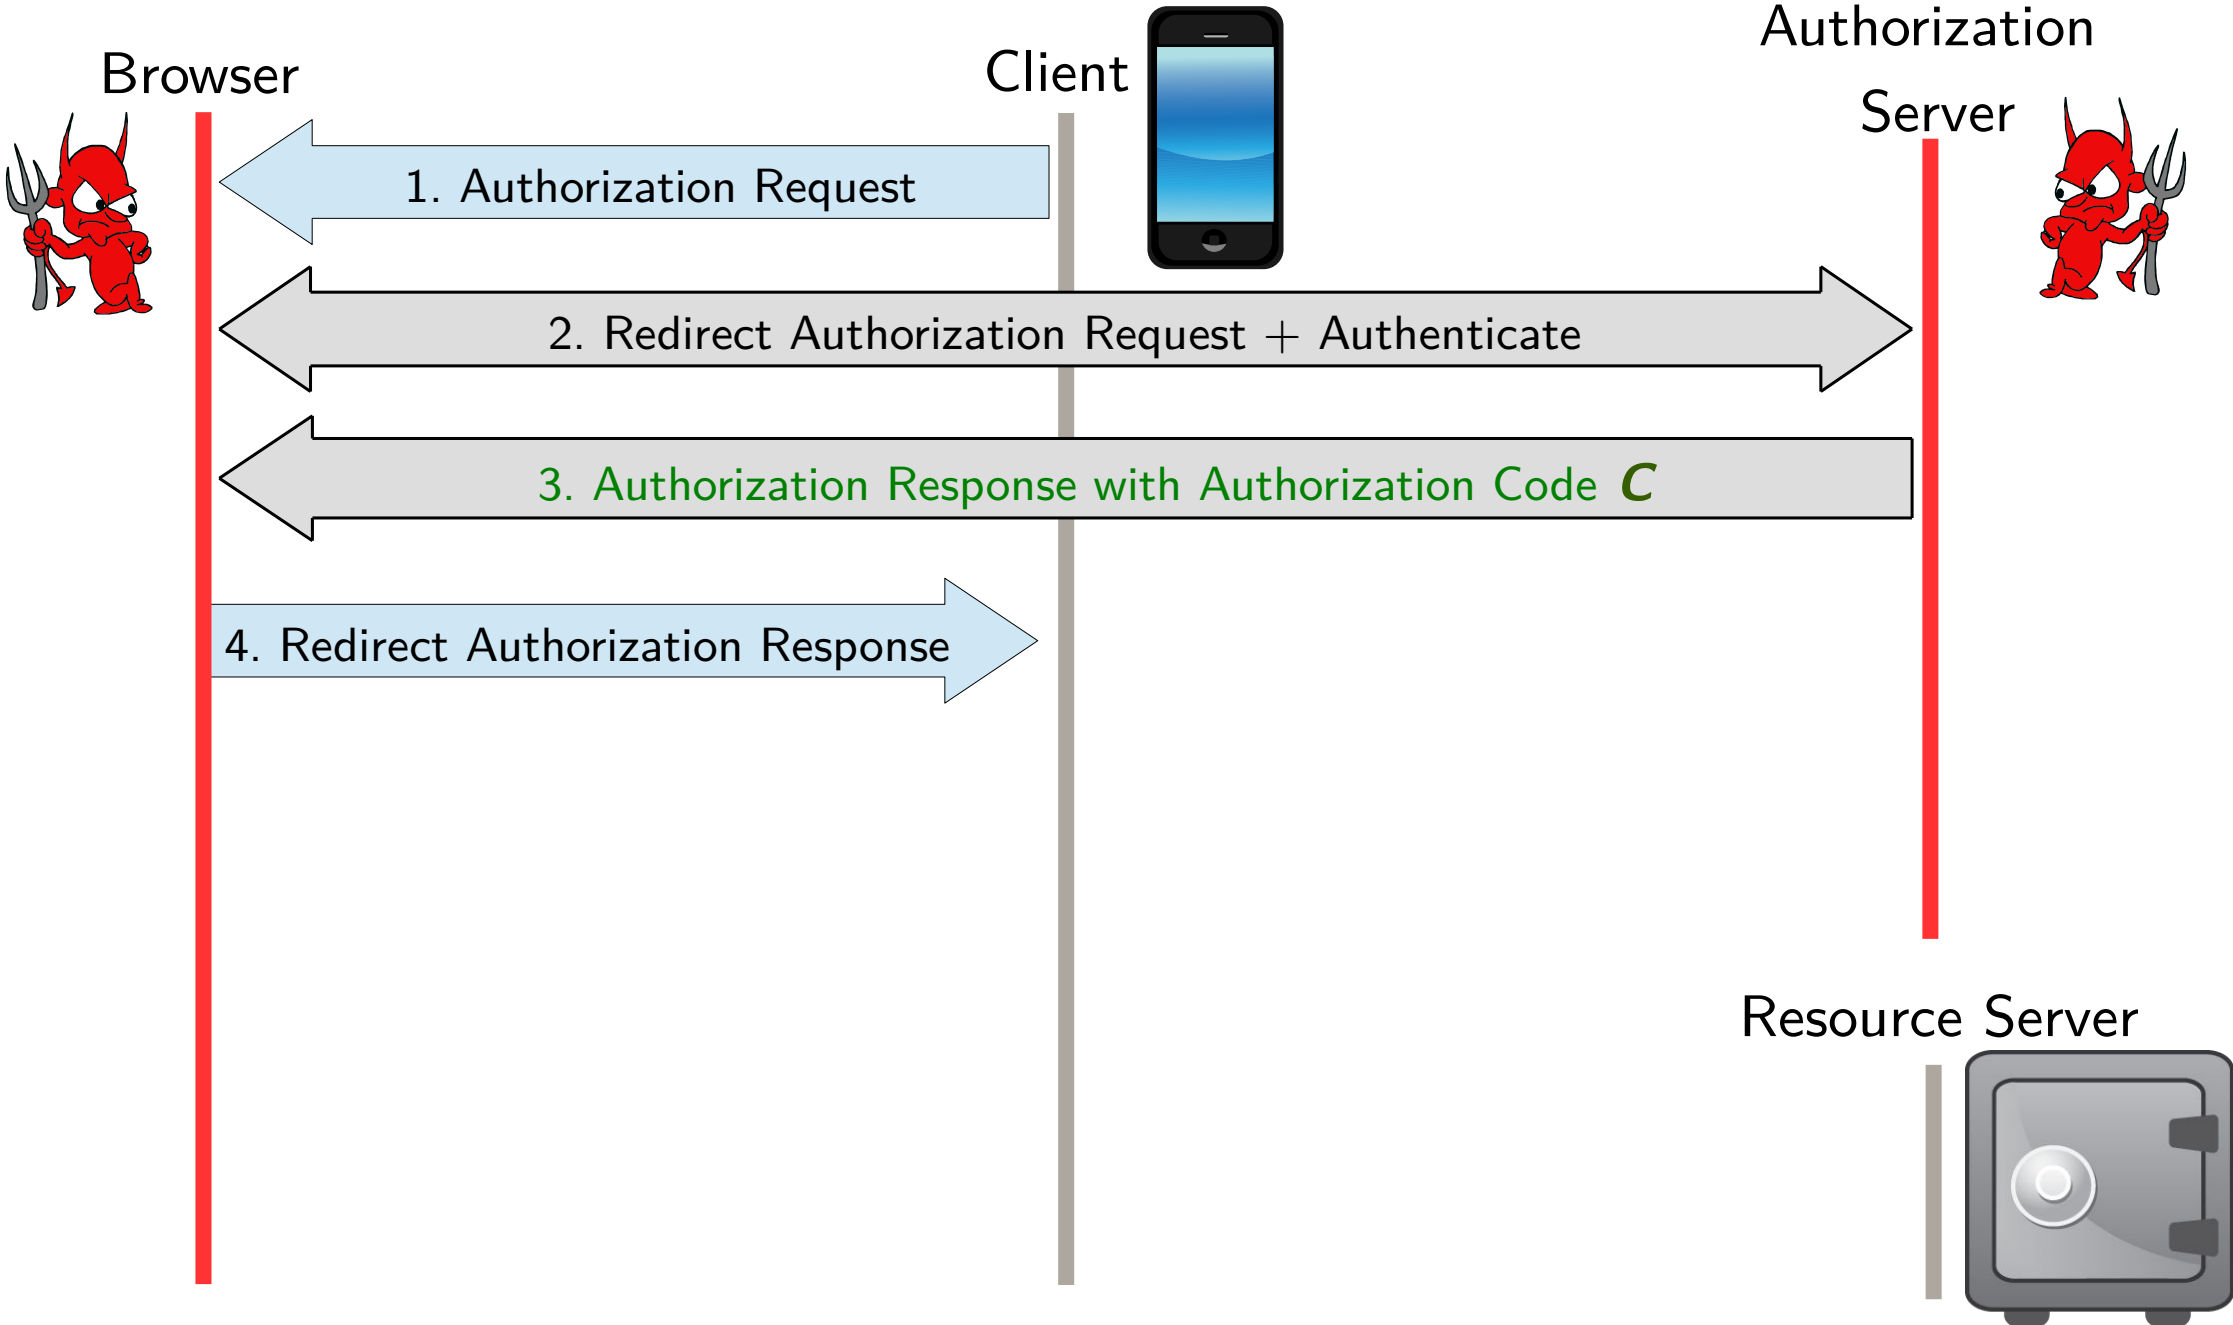 Browser
Client
Authorization
Server
1. Authorization Request
2. Redirect Authorization Request + Authenticate
3. Authorization Response with Authorization Code C
4. Redirect Authorization Response
Resource Server